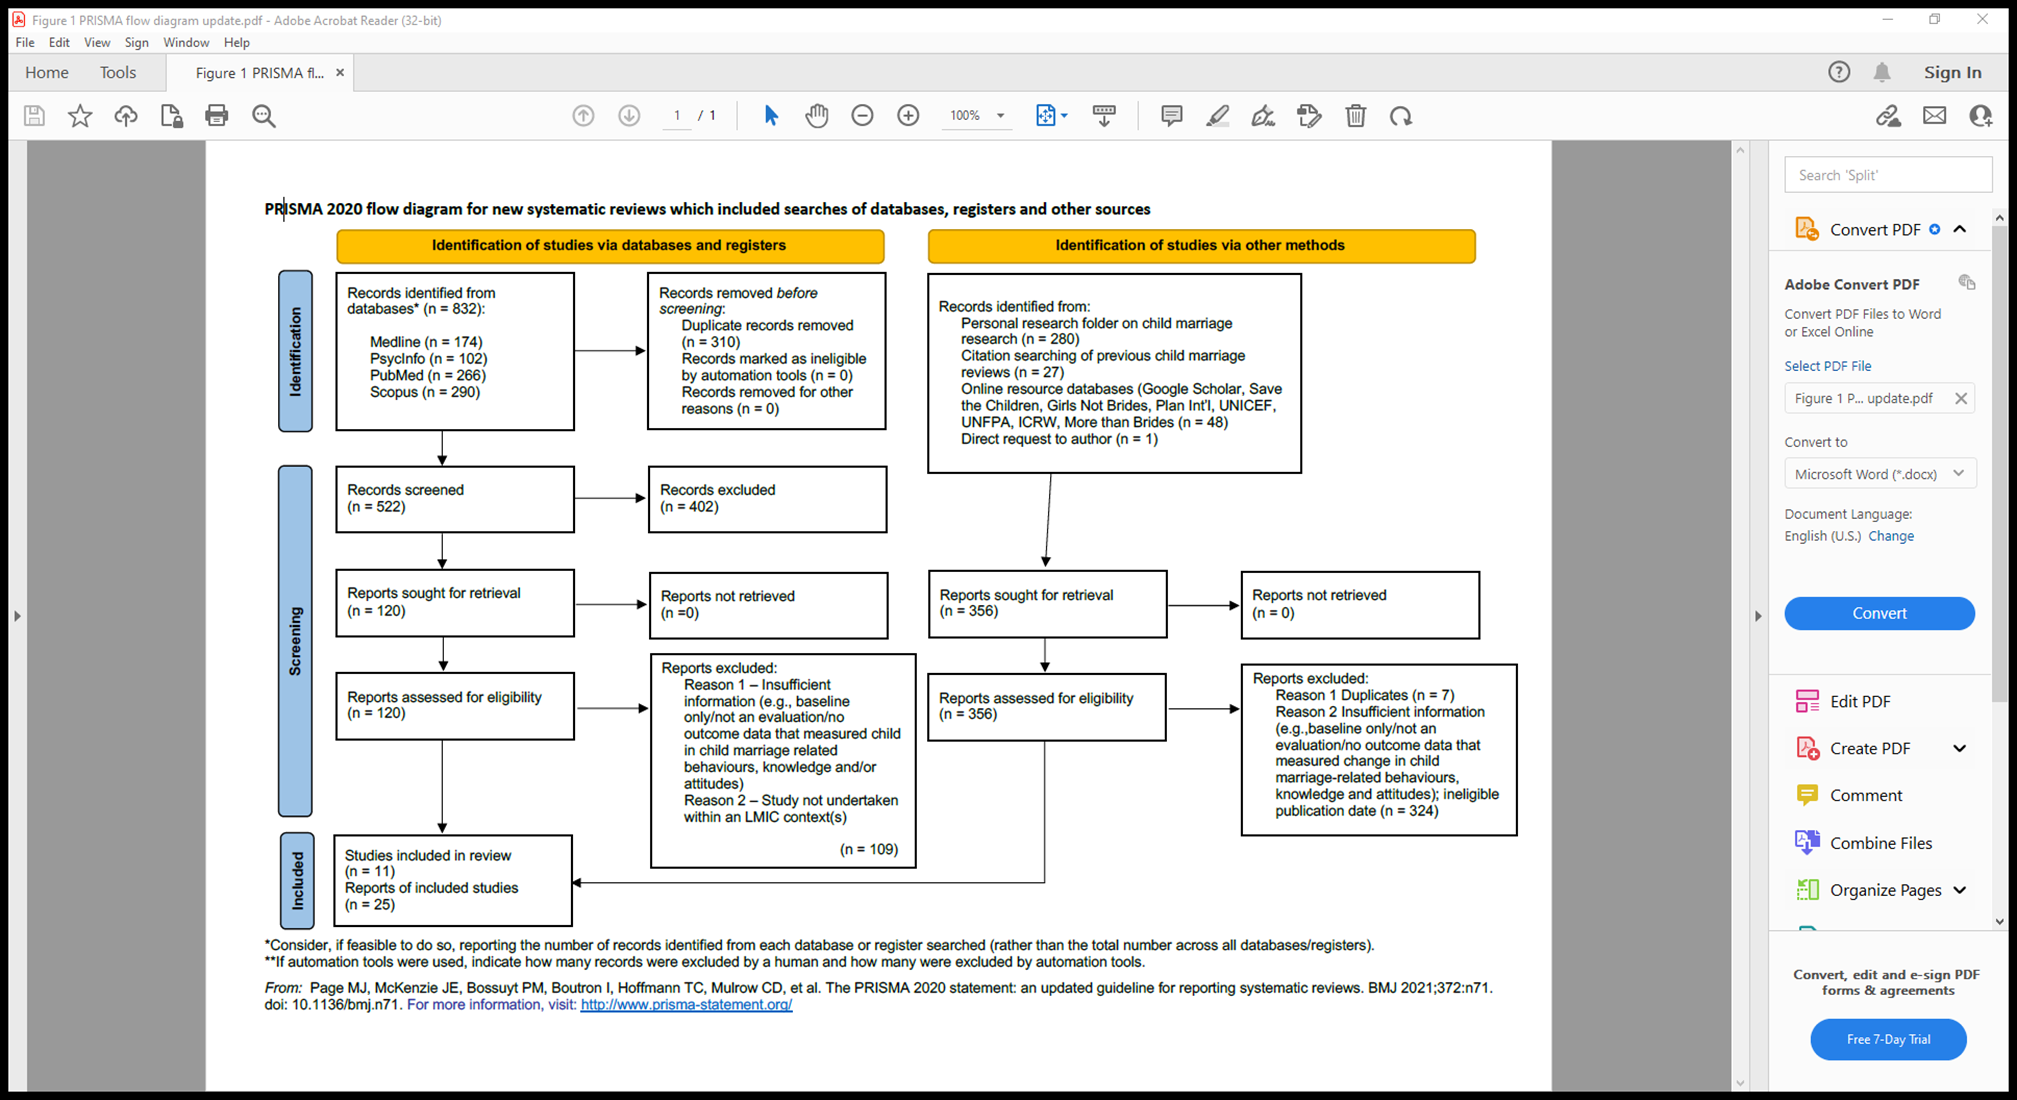 Figure 1 PRISMA flow diagram update.pdf - Adobe Acrobat Reader (32-bit)
File Edit View Sign Window Help
Home Tools Figure 1 PRISMA fl... ×
Sign In
1 / 1
100%
PRISMA 2020 flow diagram for new systematic reviews which included searches of databases, registers and other sources
Identification of studies via databases and registers
Identification of studies via other methods
Identification
Records identified from
databases* (n = 832):
Medline (n = 174)
PsycInfo (n = 102)
PubMed (n = 266)
Scopus (n = 290)
Records removed before
screening:
Duplicate records removed
(n = 310)
Records marked as ineligible
by automation tools (n = 0)
Records removed for other
reasons (n = 0)
Records identified from:
Personal research folder on child marriage
research (n = 280)
Citation searching of previous child marriage
reviews (n = 27)
Online resource databases (Google Scholar, Save
the Children, Girls Not Brides, Plan Int'l, UNICEF,
UNFPA, ICRW, More than Brides (n = 48)
Direct request to author (n = 1)
Screening
Records screened
(n = 522)
Records excluded
(n = 402)
Reports sought for retrieval
(n = 120)
Reports not retrieved
(n =0)
Reports sought for retrieval
(n = 356)
Reports not retrieved
(n = 0)
Reports assessed for eligibility
(n = 120)
Reports excluded:
Reason 1 – Insufficient
information (e.g., baseline
only/not an evaluation/no
outcome data that measured child
in child marriage related
behaviours, knowledge and/or
attitudes)
Reason 2 – Study not undertaken
within an LMIC context(s)
(n = 109)
Reports assessed for eligibility
(n = 356)
Reports excluded:
Reason 1 Duplicates (n = 7)
Reason 2 Insufficient information
(e.g.,baseline only/not an
evaluation/no outcome data that
measured change in child
marriage-related behaviours,
knowledge and attitudes); ineligible
publication date (n = 324)
Included
Studies included in review
(n = 11)
Reports of included studies
(n = 25)
*Consider, if feasible to do so, reporting the number of records identified from each database or register searched (rather than the total number across all databases/registers).
**If automation tools were used, indicate how many records were excluded by a human and how many were excluded by automation tools.
From: Page MJ, McKenzie JE, Bossuyt PM, Boutron I, Hoffmann TC, Mulrow CD, et al. The PRISMA 2020 statement: an updated guideline for reporting systematic reviews. BMJ 2021;372:n71.
doi: 10.1136/bmj.n71. For more information, visit: http://www.prisma-statement.org/
Search 'Split'
Convert PDF
Adobe Convert PDF
Convert PDF Files to Word
or Excel Online
Select PDF File
Figure 1 P... update.pdf
Convert to
Microsoft Word (*.docx)
Document Language:
English (U.S.) Change
Convert
Edit PDF
Create PDF
Comment
Combine Files
Organize Pages
Convert, edit and e-sign PDF
forms & agreements
Free 7-Day Trial